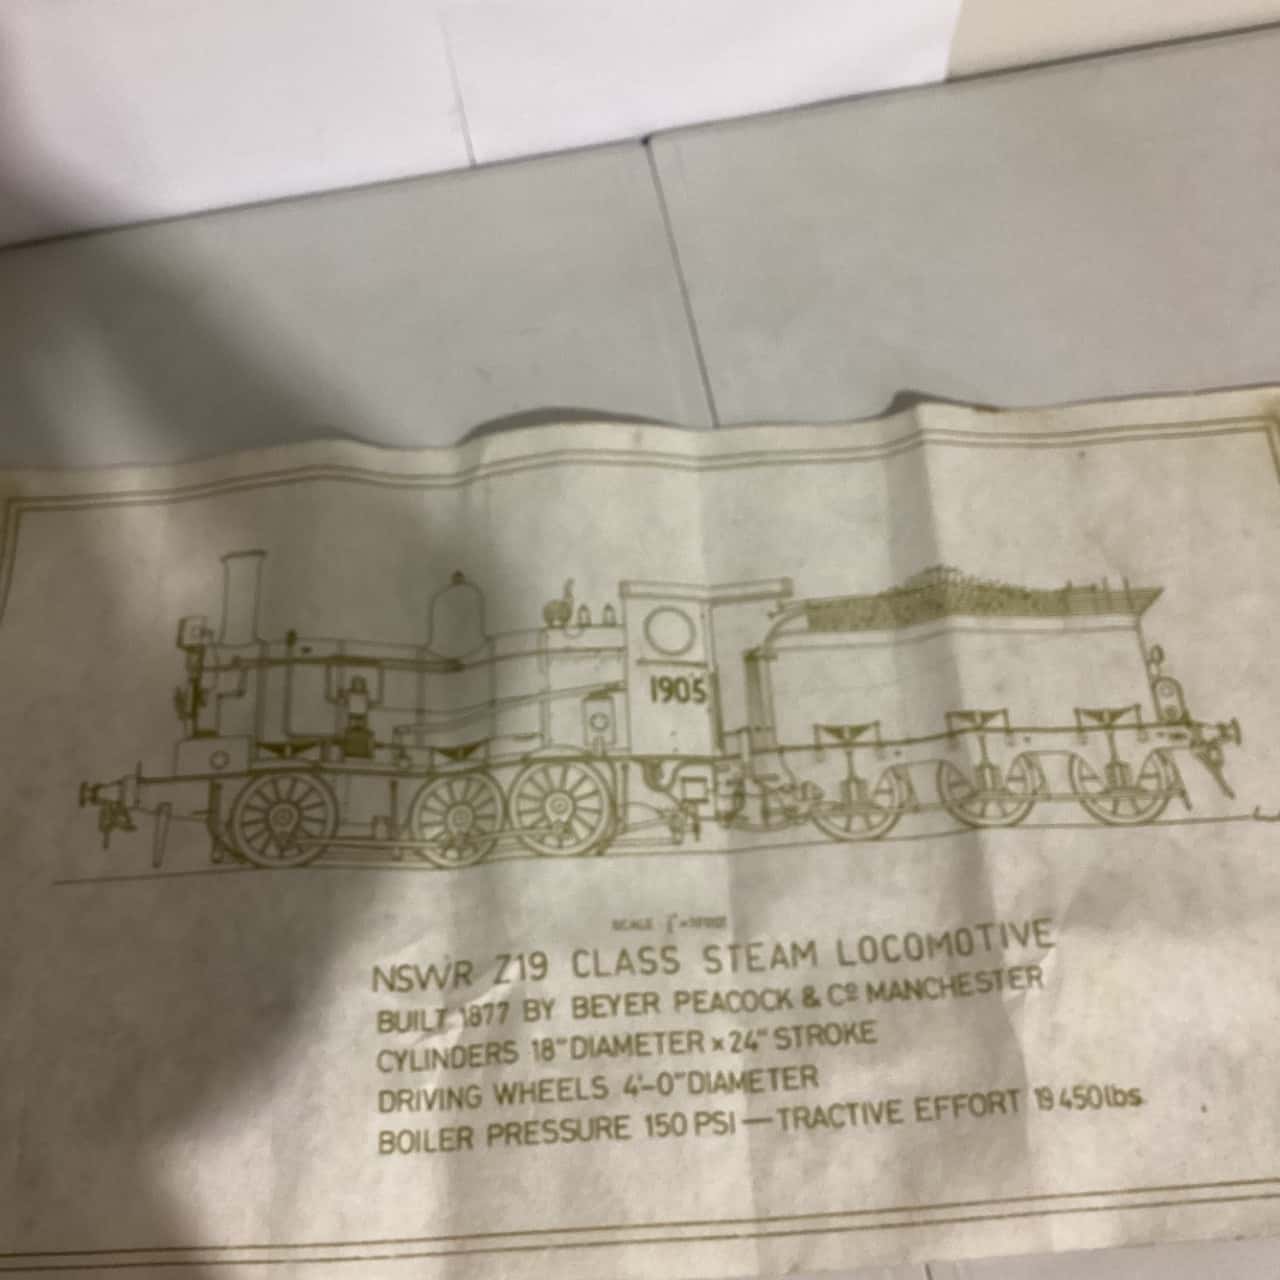 1905
SCALE
NSWR Z19 CLASS STEAM LOCOMOTIVE
BUILT 1877 BY BEYER PEACOCK & Cº MANCHESTER
CYLINDERS 18" DIAMETER x 24" STROKE
DRIVING WHEELS 4'-0" DIAMETER
BOILER PRESSURE 150 PSI — TRACTIVE EFFORT 19450lbs